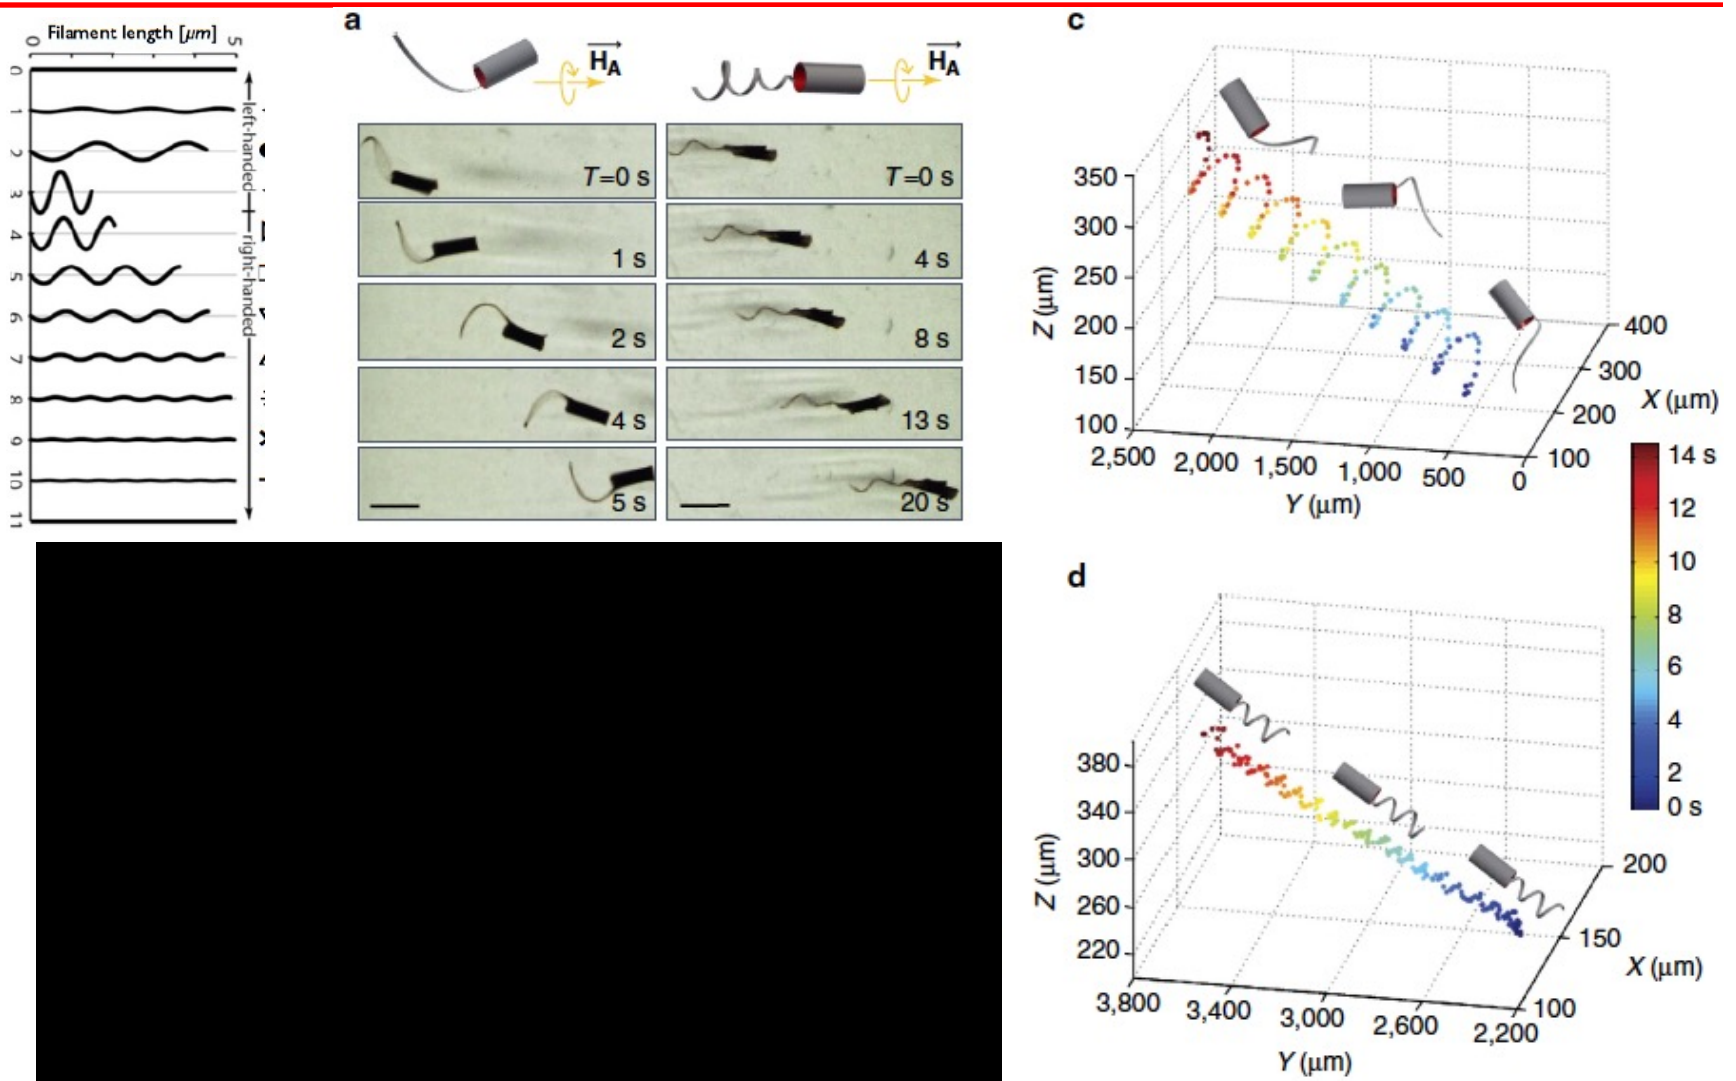 Filament length [µm]
0 5
0
1
2
3
4
5
6
7
8
9
10
11
left-handed
right-handed
a
H_A
H_A
T=0 s
1 s
2 s
4 s
5 s
T=0 s
4 s
8 s
13 s
20 s
c
350
300
250
200
150
100
Z (µm)
2,500 2,000 1,500 1,000 500 0
Y (µm)
400
300
200
100
X (µm)
14 s
12
10
8
6
4
2
0 s
d
380
340
300
260
220
Z (µm)
3,800 3,400 3,000 2,600 2,200
Y (µm)
200
150
100
X (µm)